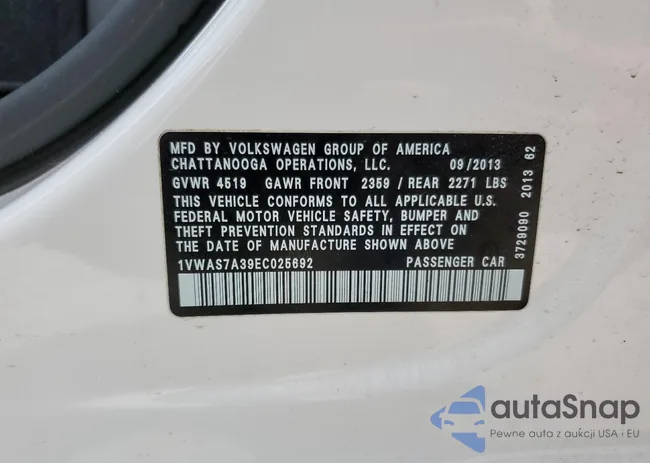 MFD BY VOLKSWAGEN GROUP OF AMERICA
CHATTANOOGA OPERATIONS, LLC. 09/2013
GVWR 4519 GAWR FRONT 2359 / REAR 2271 LBS
THIS VEHICLE CONFORMS TO ALL APPLICABLE U.S.
FEDERAL MOTOR VEHICLE SAFETY, BUMPER AND
THEFT PREVENTION STANDARDS IN EFFECT ON
THE DATE OF MANUFACTURE SHOWN ABOVE
1VWAS7A39EC025692 PASSENGER CAR
3729090 2013 62
autaSnap
Pewne auta z aukcji USA i EU